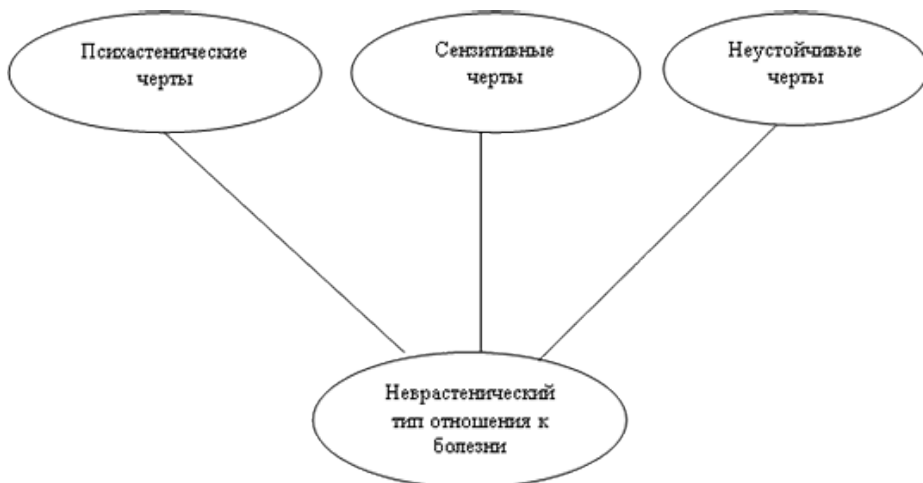 Психастенические
черты
Сензитивные
черты
Неустойчивые
черты
Неврастенический
тип отношения к
болезни